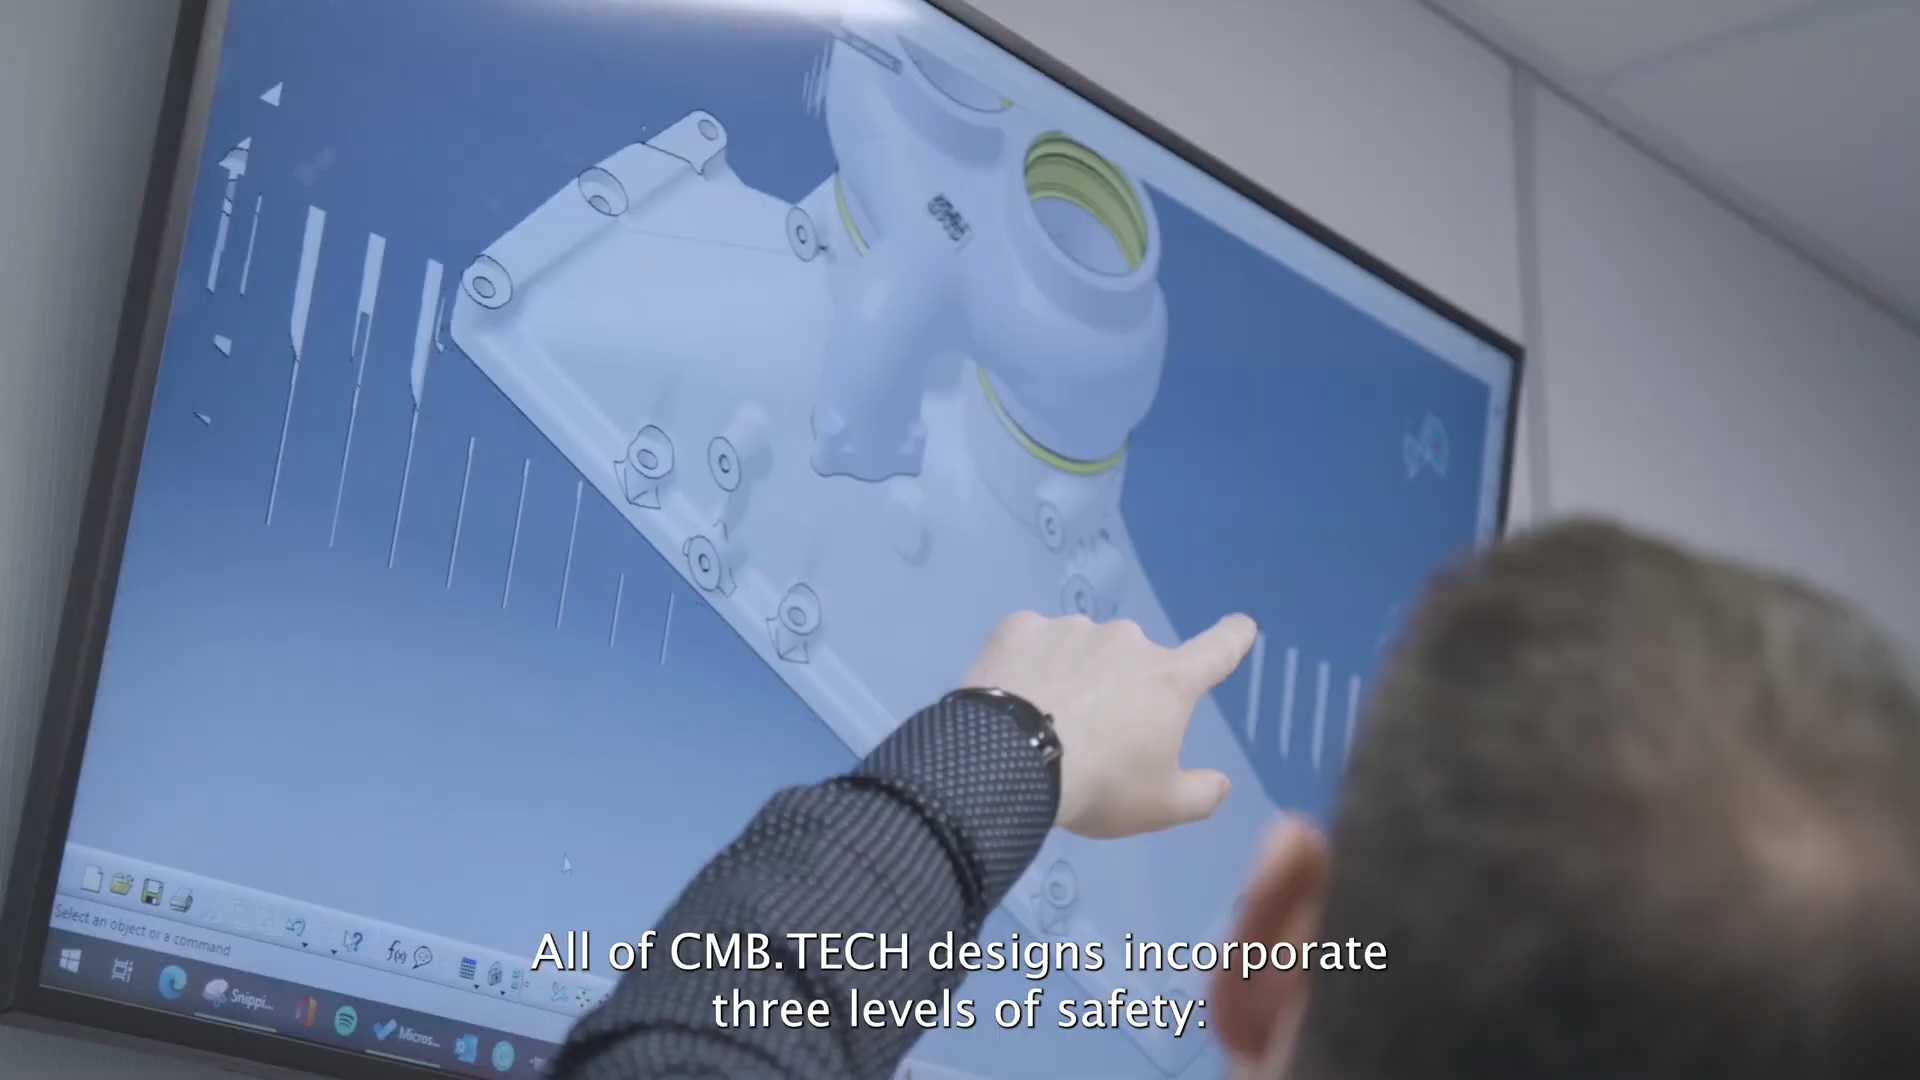 Select an object or a command
Snippi...
Micros...
f(x)
All of CMB.TECH designs incorporate
three levels of safety: